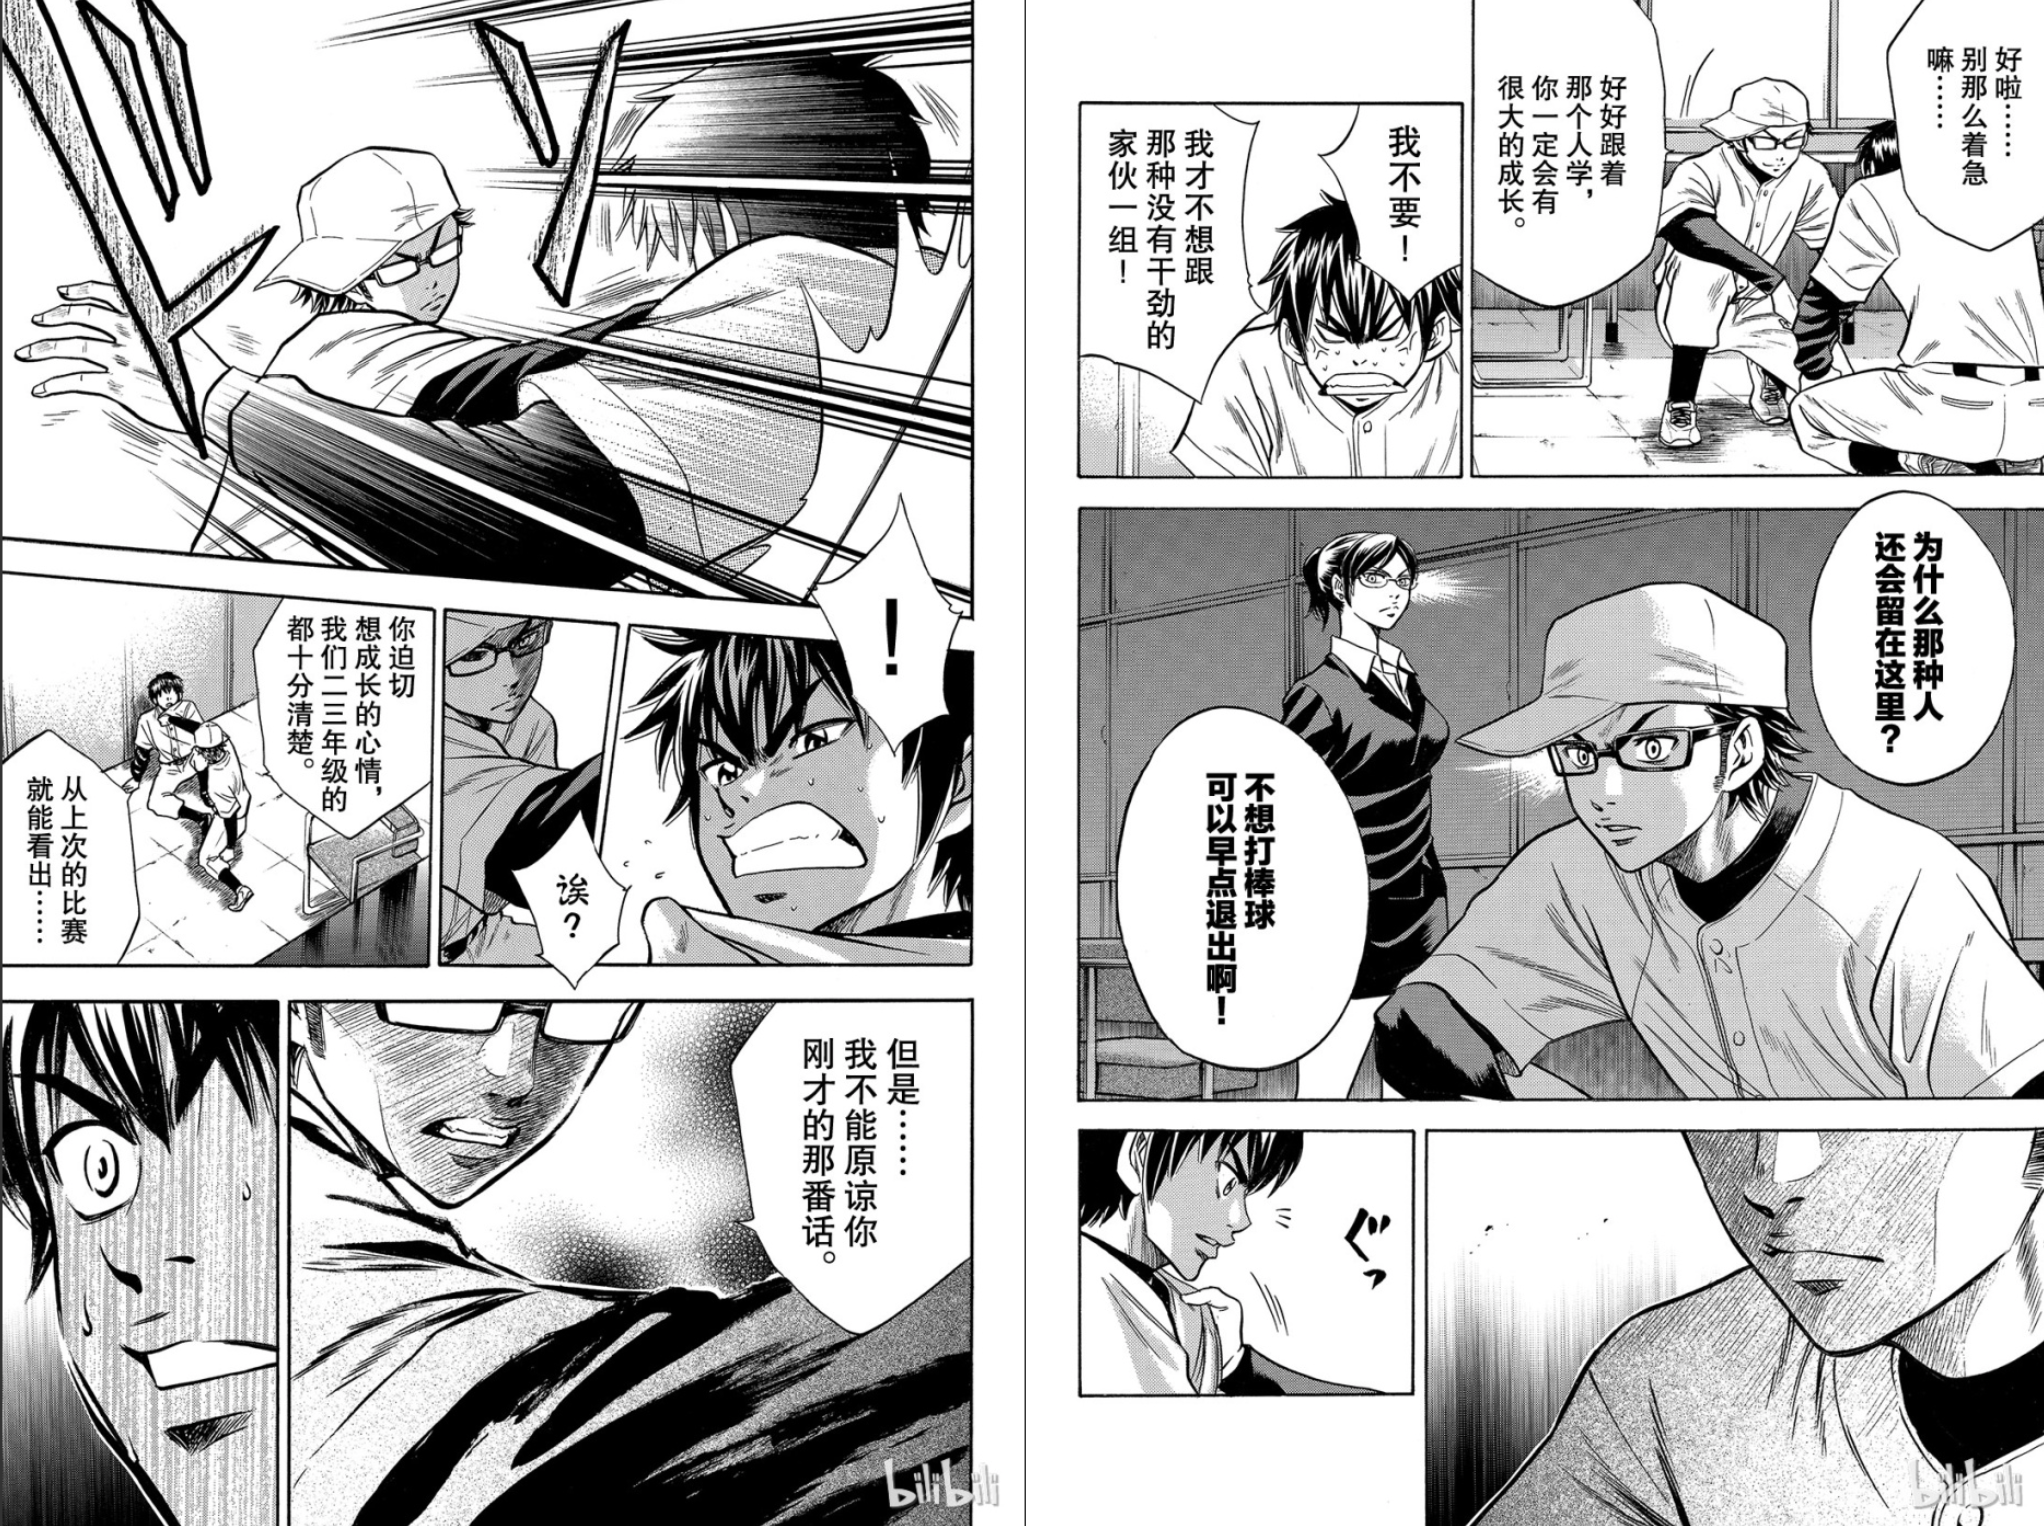 好啦……
别那么着急
嘛……
好好跟着
那个人学，
你一定会有
很大的成长。
我不要！
我才不想跟
那种没有干劲的
家伙一组！
为什么那种人
还会留在这里？
不想打棒球
可以早点退出啊！
ぐっ
！
诶？
你迫切
想成长的心情，
我们二三年级的
都十分清楚。
从上次的比赛
就能看出……
但是……
我不能原谅你
刚才的那番话。
bilibili
bilibili